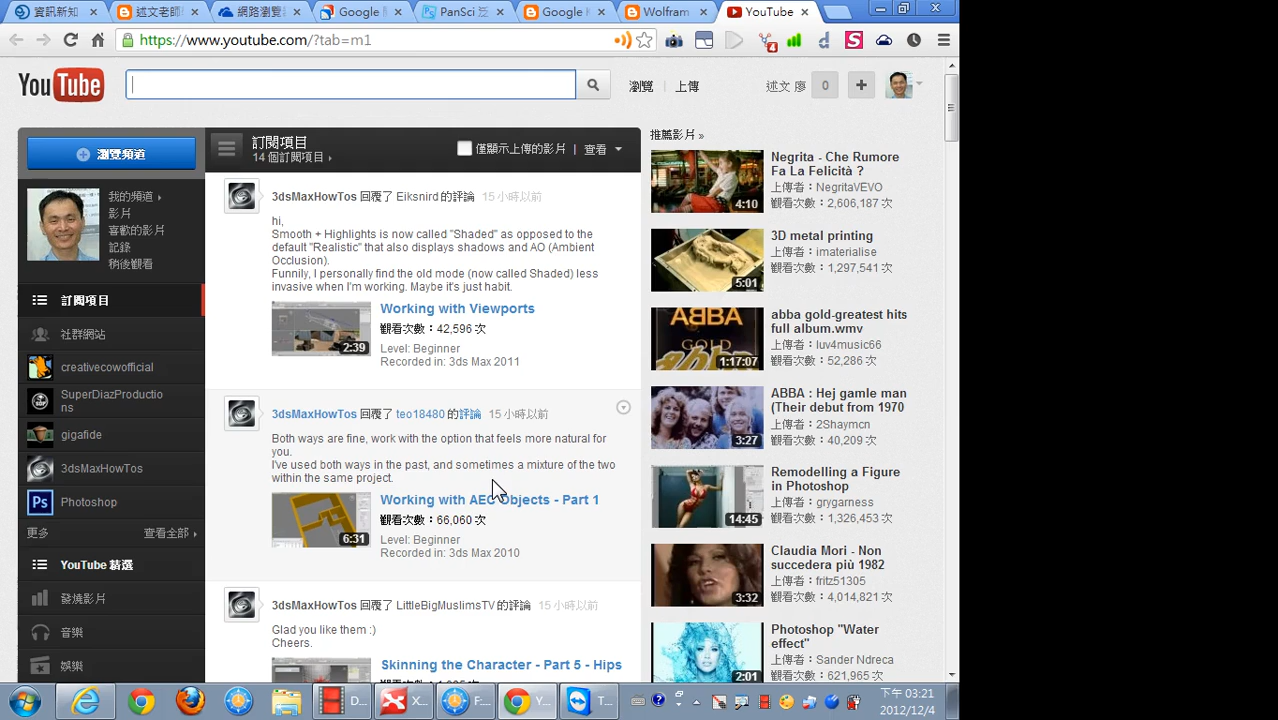 資訊新知
述文老師
網路瀏覽
Google
PanSci 泛
Google
Wolfram
YouTube
https://www.youtube.com/?tab=m1
4
You Tube
瀏覽
上傳
述文 廖
0
瀏覽頻道
我的頻道
影片
喜歡的影片
記錄
稍後觀看
訂閱項目
社群網站
creativecowofficial
SuperDiazProductio
ns
gigafide
3dsMaxHowTos
Ps
Photoshop
更多
查看全部
YouTube 精選
發燒影片
音樂
娛樂
訂閱項目
14 個訂閱項目
僅顯示上傳的影片
查看
3dsMaxHowTos 回覆了 Eiksnird 的評論 15 小時以前
hi,
Smooth + Highlights is now called "Shaded" as opposed to the
default "Realistic" that also displays shadows and AO (Ambient
Occlusion).
Funnily, I personally find the old mode (now called Shaded) less
invasive when I'm working. Maybe it's just habit.
2:39
Working with Viewports
觀看次數：42,596 次
Level: Beginner
Recorded in: 3ds Max 2011
3dsMaxHowTos 回覆了 teo18480 的評論 15 小時以前
Both ways are fine, work with the option that feels more natural for
you.
I've used both ways in the past, and sometimes a mixture of the two
within the same project.
6:31
Working with AEC Objects - Part 1
觀看次數：66,060 次
Level: Beginner
Recorded in: 3ds Max 2010
3dsMaxHowTos 回覆了 LittleBigMuslimsTV 的評論 15 小時以前
Glad you like them :)
Cheers.
Skinning the Character - Part 5 - Hips
推薦影片 »
4:10
Negrita - Che Rumore
Fa La Felicità ?
上傳者：NegritaVEVO
觀看次數：2,606,187 次
5:01
3D metal printing
上傳者：imaterialise
觀看次數：1,297,541 次
ABBA
GOLD
1:17:07
abba gold-greatest hits
full album.wmv
上傳者：luv4music66
觀看次數：52,286 次
3:27
ABBA : Hej gamle man
(Their debut from 1970
上傳者：2Shaymcn
觀看次數：40,209 次
14:45
Remodelling a Figure
in Photoshop
上傳者：grygarness
觀看次數：1,326,453 次
3:32
Claudia Mori - Non
succedera più 1982
上傳者：fritz51305
觀看次數：4,014,821 次
2:01
Photoshop "Water
effect"
上傳者：Sander Ndreca
觀看次數：621,965 次
D...
X...
F...
Y...
T...
下午 03:21
2012/12/4